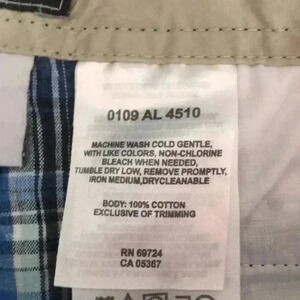 0109 AL 4510
MACHINE WASH COLD GENTLE,
WITH LIKE COLORS, NON-CHLORINE
BLEACH WHEN NEEDED,
TUMBLE DRY LOW, REMOVE PROMPTLY,
IRON MEDIUM,DRYCLEANABLE
BODY: 100% COTTON
EXCLUSIVE OF TRIMMING
RN 69724
CA 05367